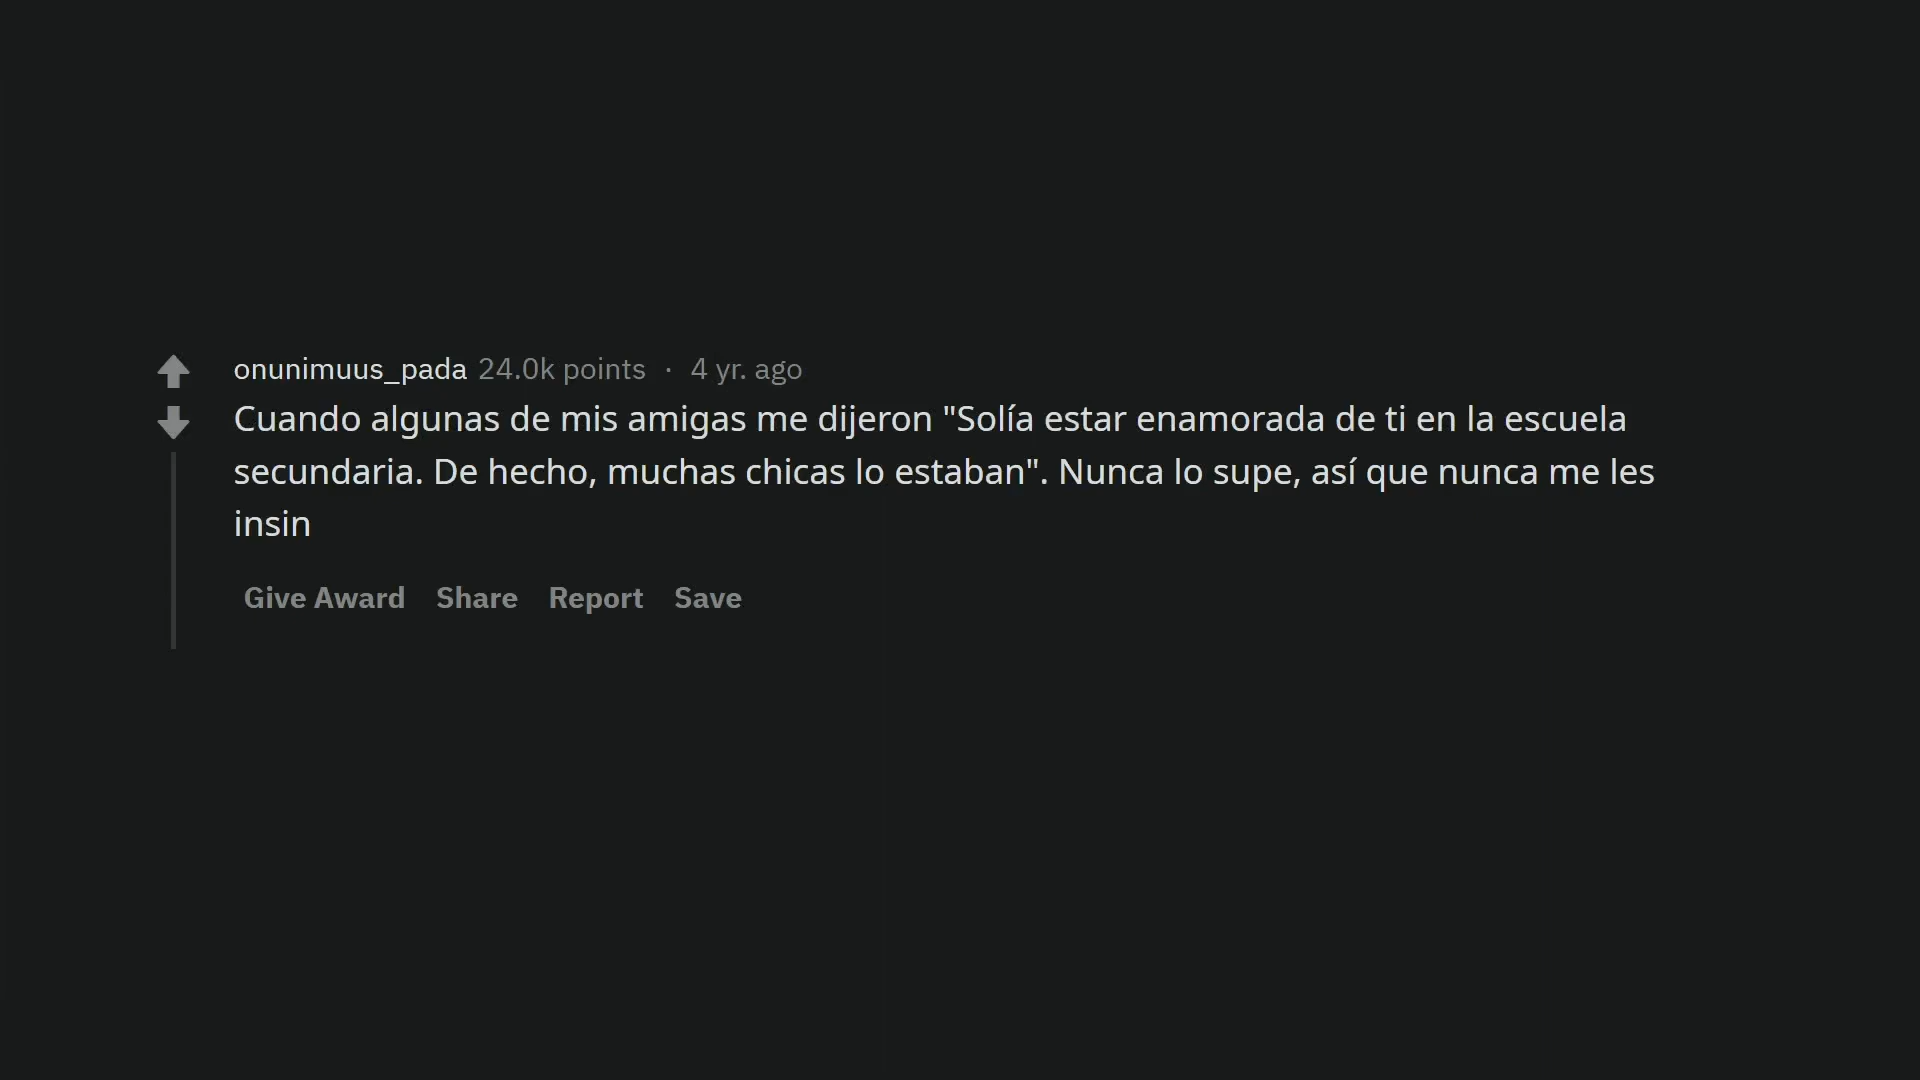 onunimuus_pada 24.0k points · 4 yr. ago
Cuando algunas de mis amigas me dijeron "Solía estar enamorada de ti en la escuela
secundaria. De hecho, muchas chicas lo estaban". Nunca lo supe, así que nunca me les
insin
Give Award Share Report Save